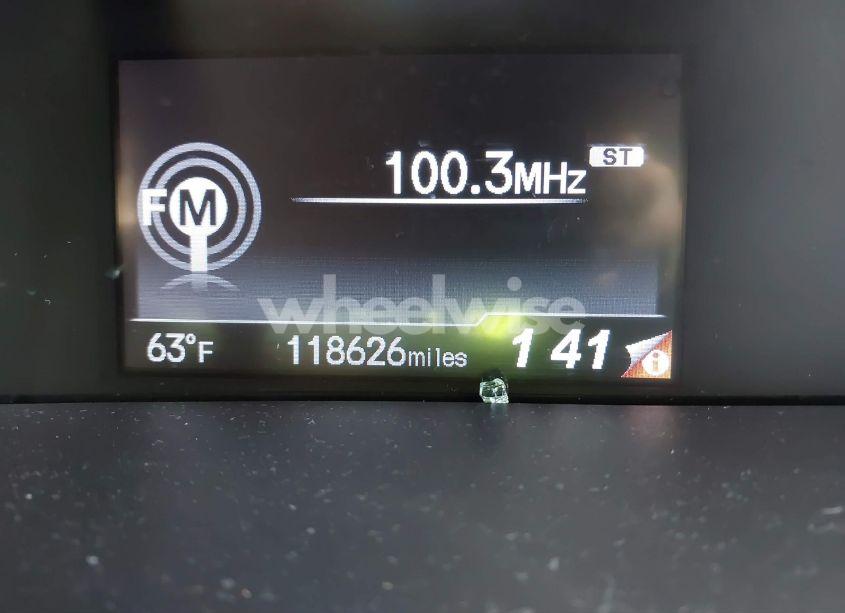 100.3MHz ST
FM
wheelwise
63°F 118626miles 1 41 i